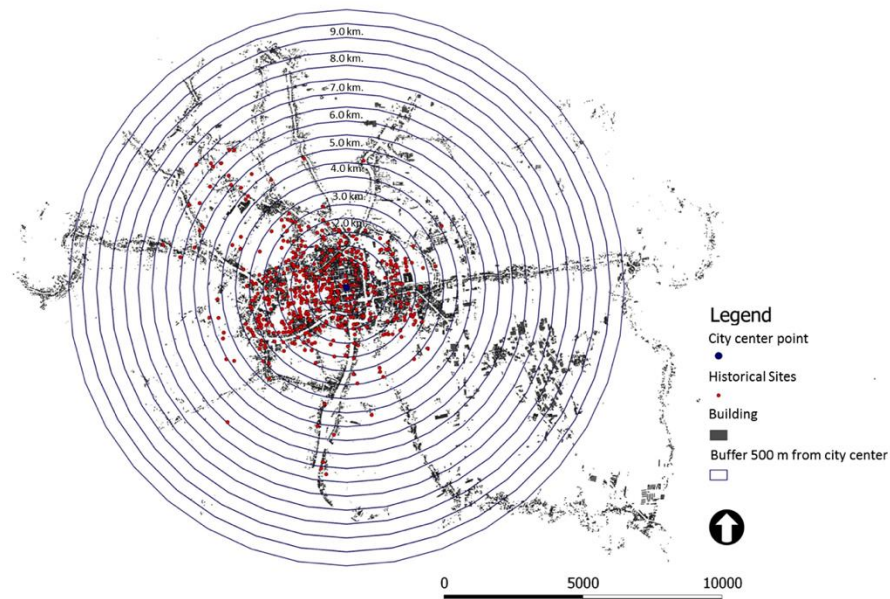 9.0 km.
8.0 km.
7.0 km.
6.0 km.
5.0 km.
4.0 km.
3.0 km.
2.0 km.
Legend
City center point
Historical Sites
Building
Buffer 500 m from city center
0 5000 10000